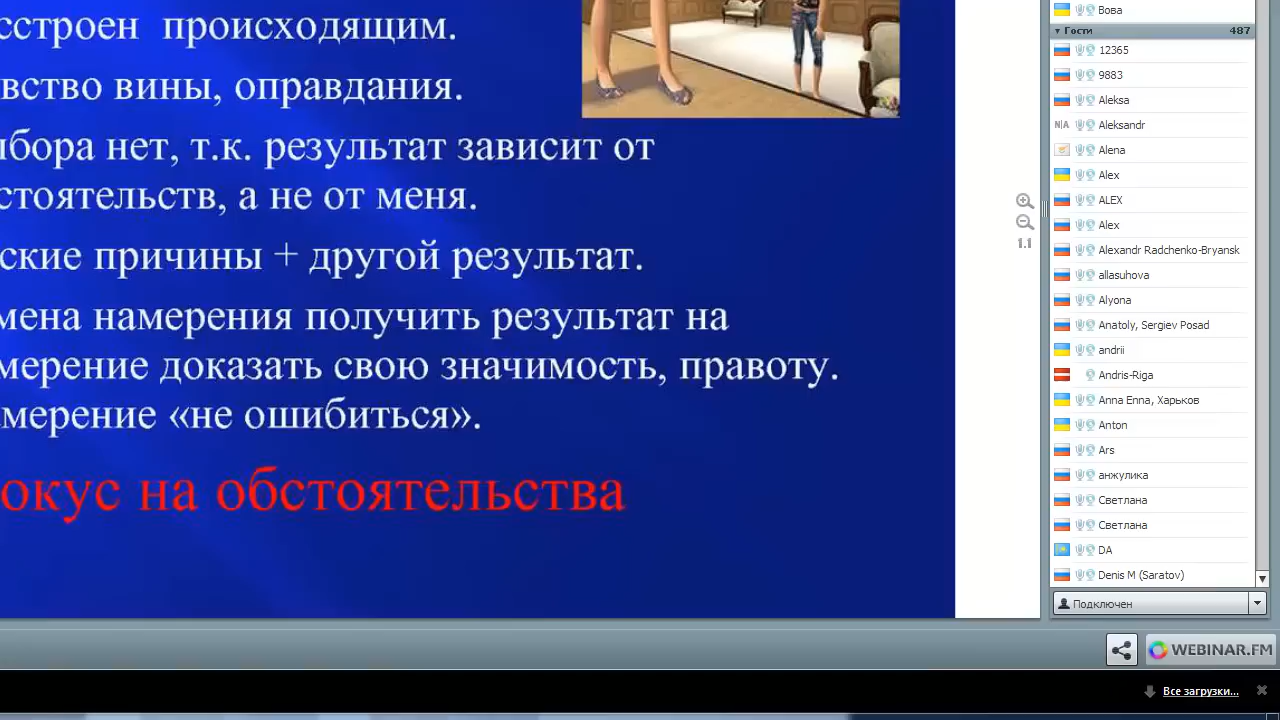 сстроен происходящим.
вство вины, оправдания.
бора нет, т.к. результат зависит от
стоятельств, а не от меня.
ские причины + другой результат.
мена намерения получить результат на
мерение доказать свою значимость, правоту.
мерение «не ошибиться».
окус на обстоятельства
1.1
Вова
Гости 487
12365
9883
Aleksa
N/A Aleksandr
Alena
Alex
ALEX
Alex
Alexandr Radchenko-Bryansk
allasuhova
Alyona
Anatoly, Sergiev Posad
andrii
Andris-Riga
Anna Enna, Харьков
Anton
Ars
анжулика
Светлана
Светлана
DA
Denis M (Saratov)
Подключен
WEBINAR.FM
Все загрузки...